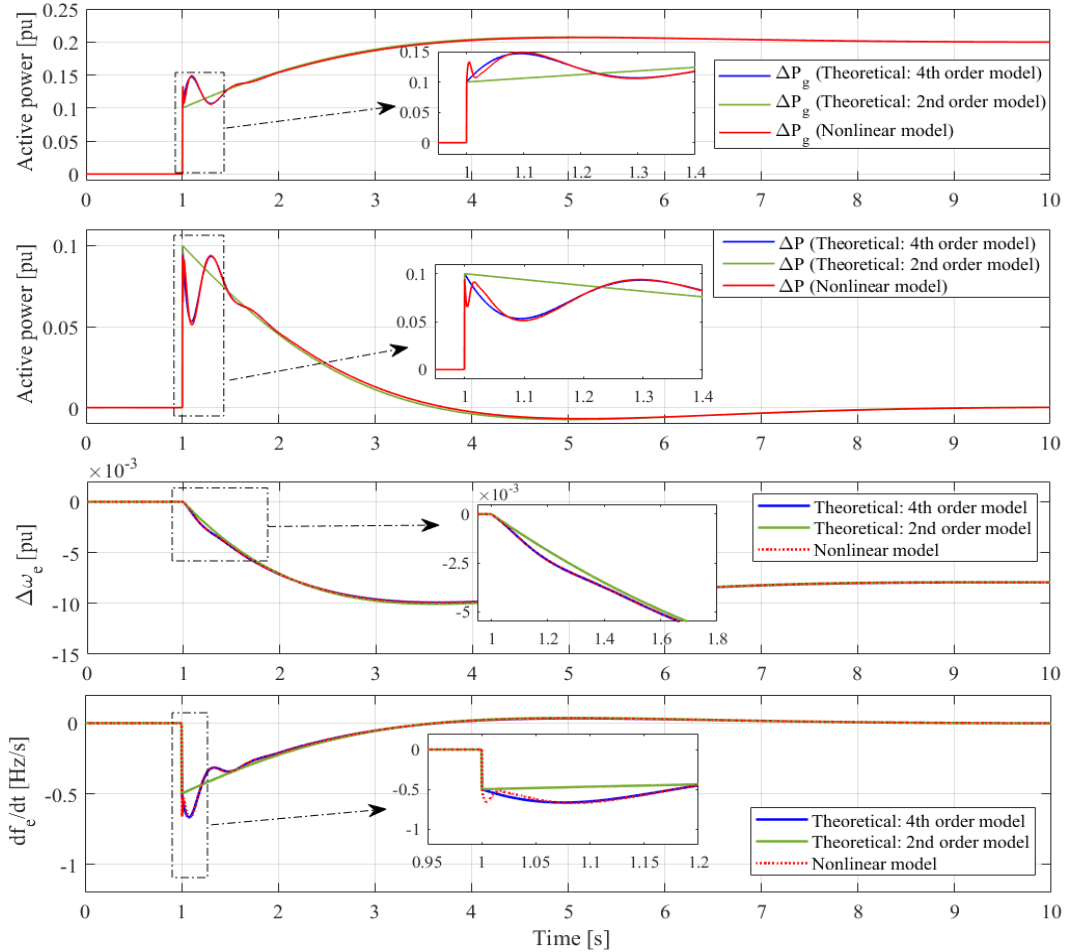 Active power [pu]
0.20
0.15
0.1
0.05
0
0 1 2 3 4 5 6 7 8 9 10
0.15
0.1
0.05
0
1 1.1 1.2 1.3 1.4
ΔP_g (Theoretical: 4th order model)
ΔP_g (Theoretical: 2nd order model)
ΔP_g (Nonlinear model)
Active power [pu]
0.1
0.05
0
0 1 2 3 4 5 6 7 8 9 10
0.1
0.05
0
1 1.1 1.2 1.3 1.4
ΔP (Theoretical: 4th order model)
ΔP (Theoretical: 2nd order model)
ΔP (Nonlinear model)
×10⁻³
Δω_e [pu]
0
-5
-10
-15
0 1 2 3 4 5 6 7 8 9 10
×10⁻³
0
-2.5
-5
1 1.2 1.4 1.6 1.8
Theoretical: 4th order model
Theoretical: 2nd order model
Nonlinear model
df_e/dt [Hz/s]
0
-0.5
-1
0 1 2 3 4 5 6 7 8 9 10
0
-0.5
-1
0.95 1 1.05 1.1 1.15 1.2
Theoretical: 4th order model
Theoretical: 2nd order model
Nonlinear model
Time [s]